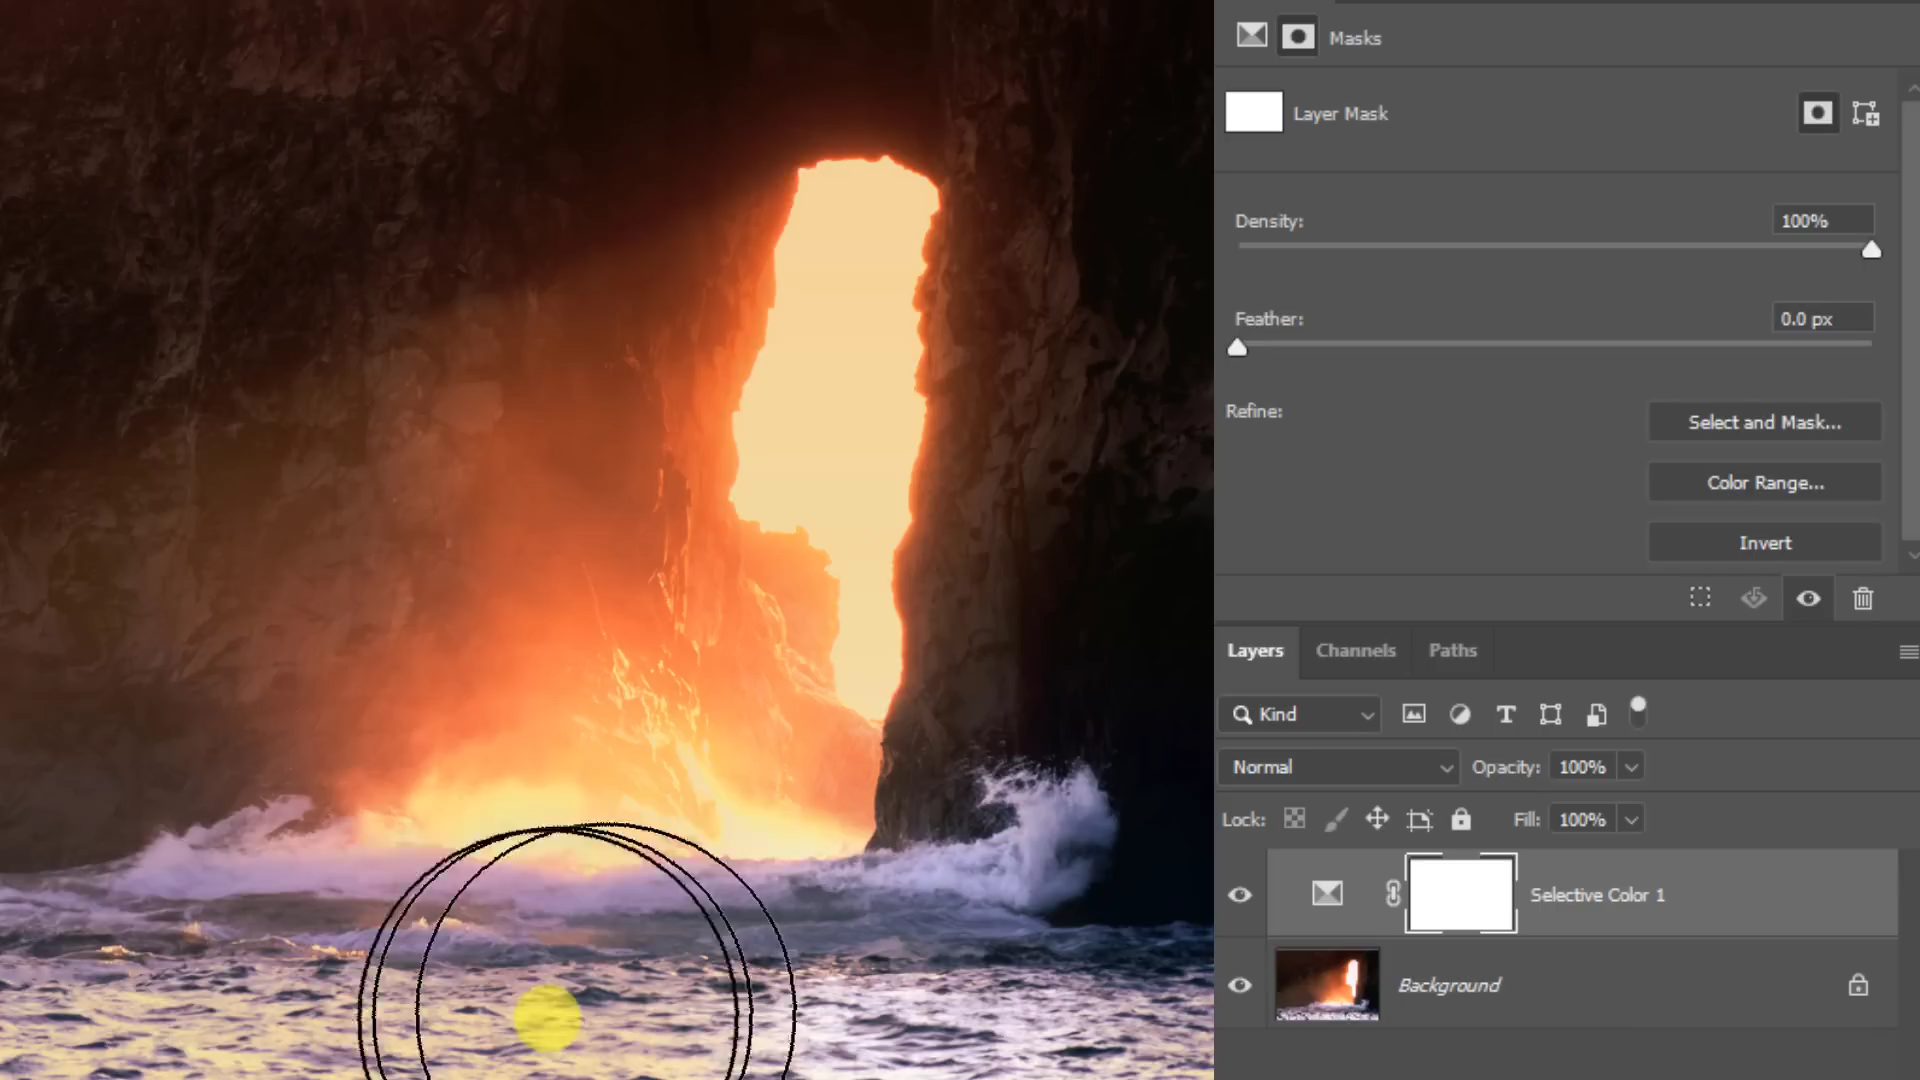 Masks
Layer Mask
Density: 100%
Feather: 0.0 px
Refine:
Select and Mask...
Color Range...
Invert
Layers Channels Paths
Kind T
Normal Opacity: 100%
Lock: Fill: 100%
Selective Color 1
Background